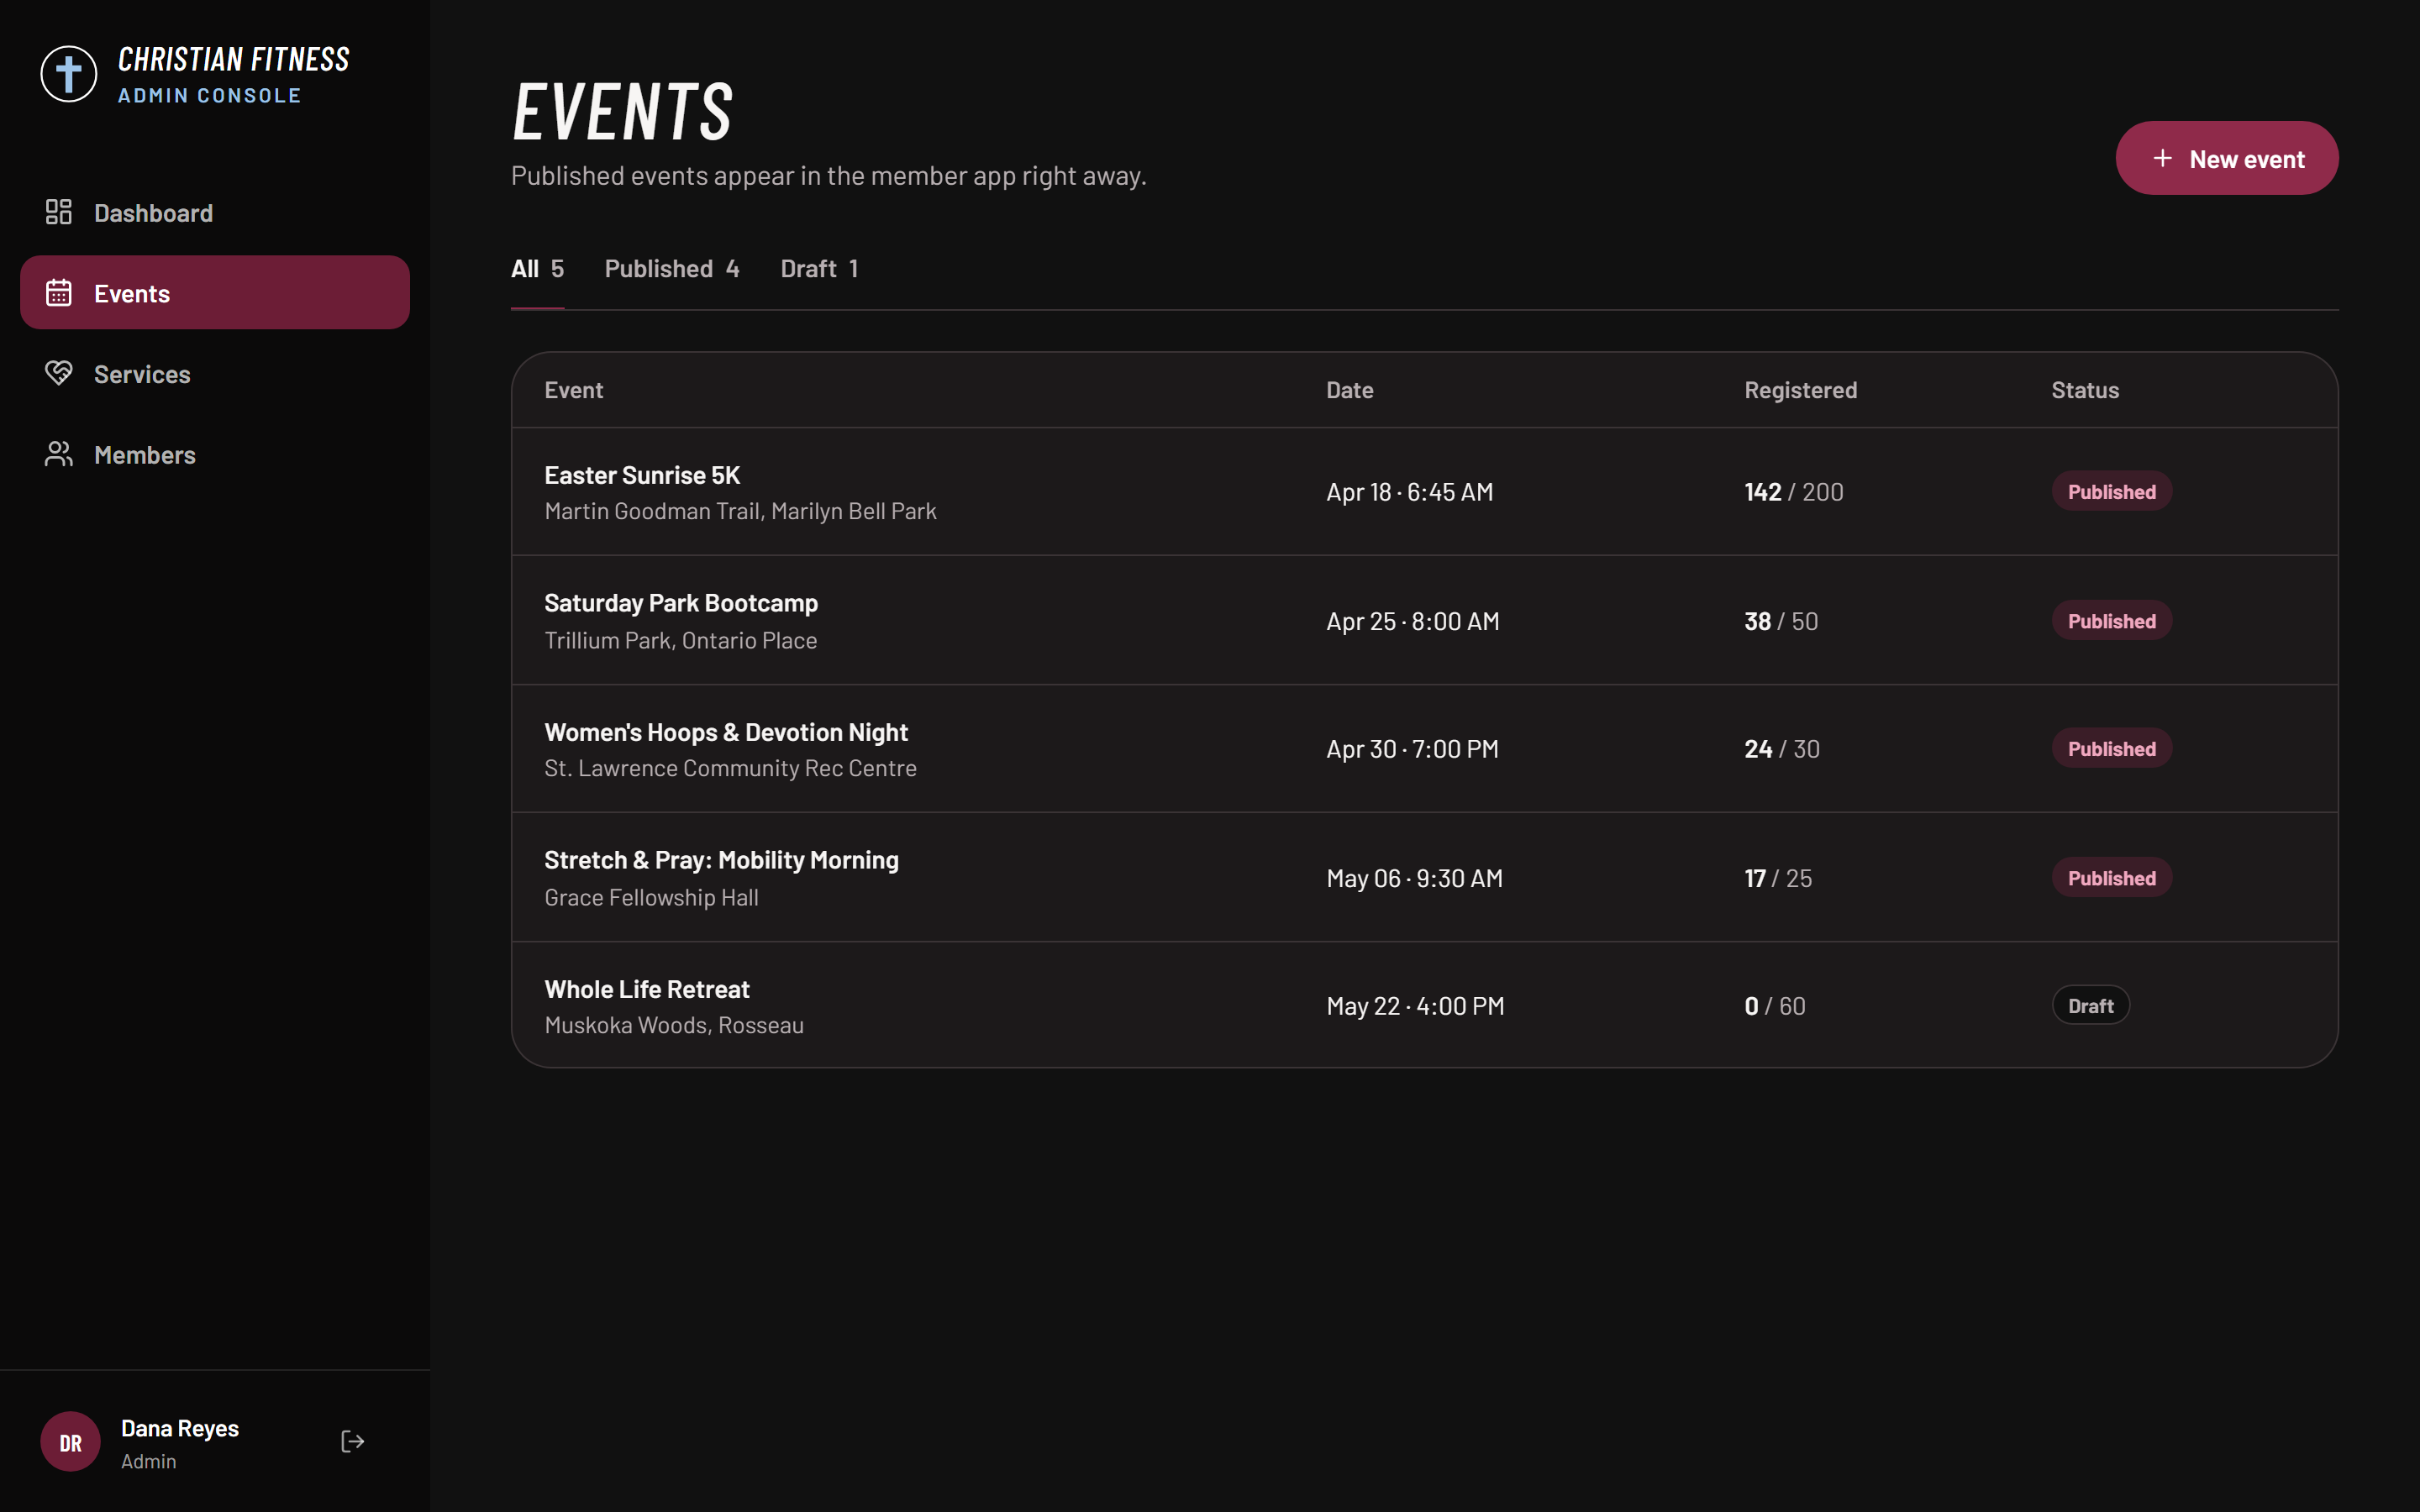 CHRISTIAN FITNESS
ADMIN CONSOLE
Dashboard
Events
Services
Members
DR
Dana Reyes
Admin
EVENTS
Published events appear in the member app right away.
+ New event
All 5 Published 4 Draft 1
Event Date Registered Status
Easter Sunrise 5K
Martin Goodman Trail, Marilyn Bell Park
Apr 18 · 6:45 AM
142 / 200
Published
Saturday Park Bootcamp
Trillium Park, Ontario Place
Apr 25 · 8:00 AM
38 / 50
Published
Women's Hoops & Devotion Night
St. Lawrence Community Rec Centre
Apr 30 · 7:00 PM
24 / 30
Published
Stretch & Pray: Mobility Morning
Grace Fellowship Hall
May 06 · 9:30 AM
17 / 25
Published
Whole Life Retreat
Muskoka Woods, Rosseau
May 22 · 4:00 PM
0 / 60
Draft